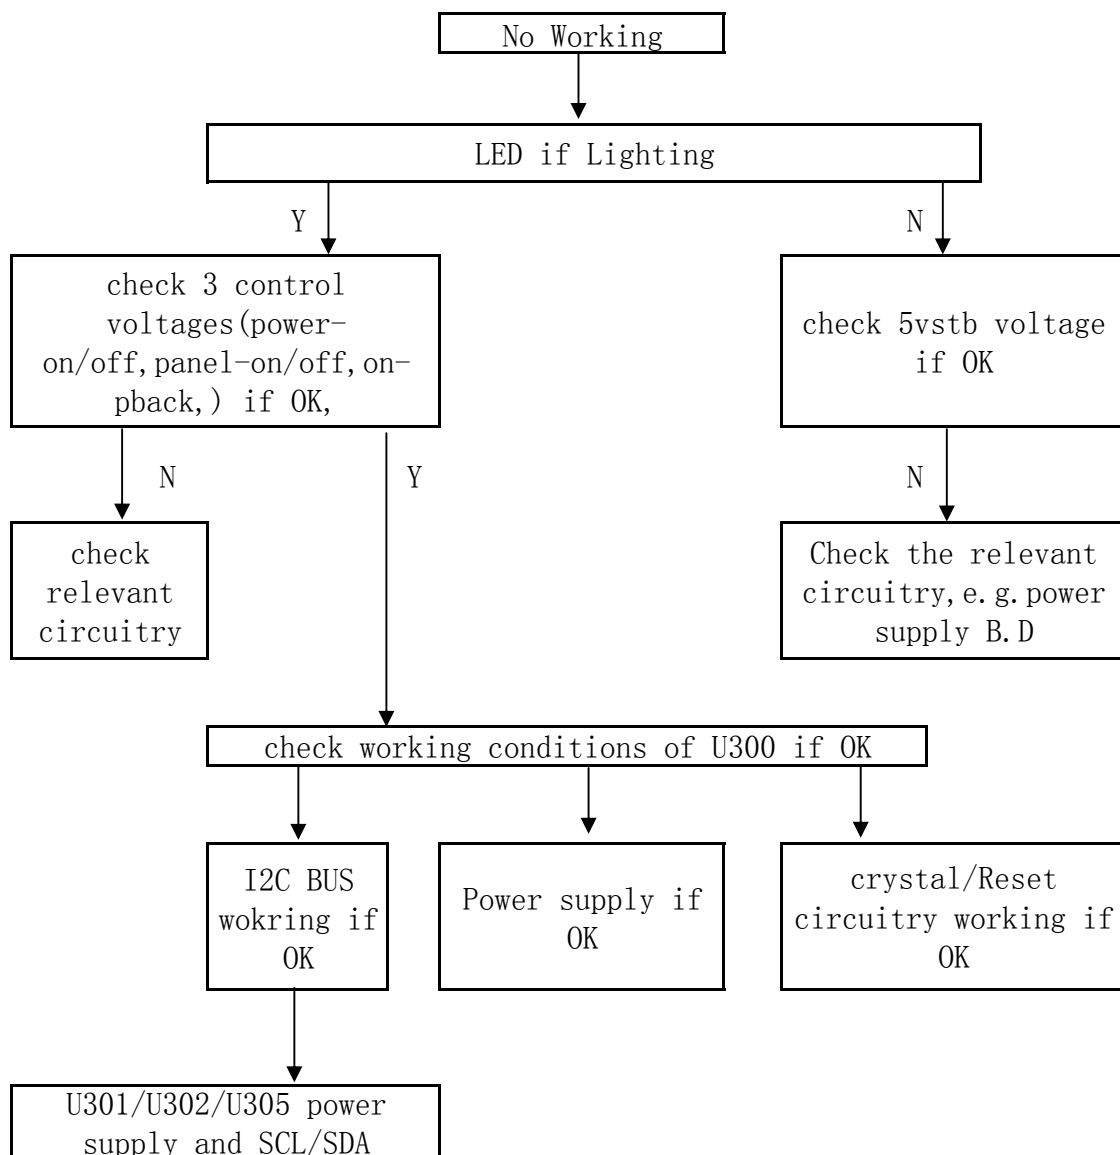 No Working
LED if Lighting
Y
N
check 3 control
voltages(power-
on/off,panel-on/off,on-
pback,) if OK,
check 5vstb voltage
if OK
N
Y
N
check
relevant
circuitry
Check the relevant
circuitry,e.g.power
supply B.D
check working conditions of U300 if OK
I2C BUS
wokring if
OK
Power supply if
OK
crystal/Reset
circuitry working if
OK
U301/U302/U305 power
supply and SCL/SDA